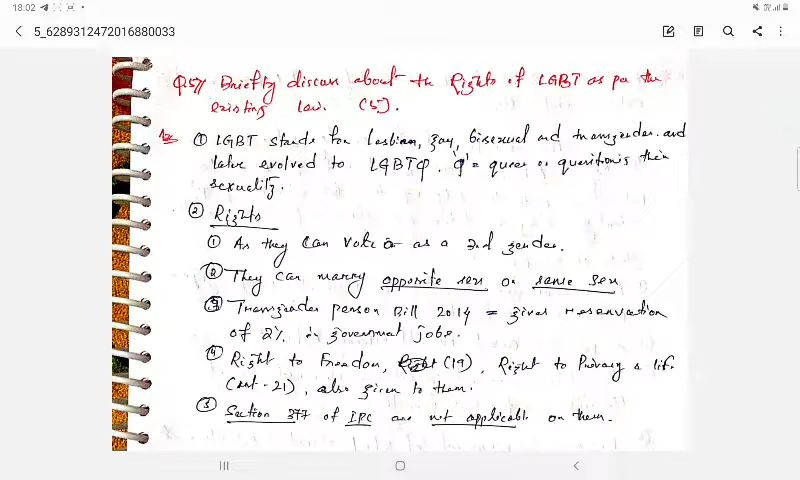 18:02
5_6289312472016880033
Q5// Briefly discuss about the Rights of LGBT as per the
existing law. (5).
Ans ① LGBT stands for lesbian, gay, bisexual and transgender. and
later evolved to LGBTQ. 'q' = queer or questionis their
sexuality.
② Rights
① As they can vote as a 3rd gender.
② They can marry opposite sex or same sex
③ Transgender person Bill 2014 = gives reservation
of 2% in government jobs.
④ Right to Freedom, (19), Right to Privacy & life
(Art-21), also given to them.
⑤ Section 377 of IPC are not applicable on them.